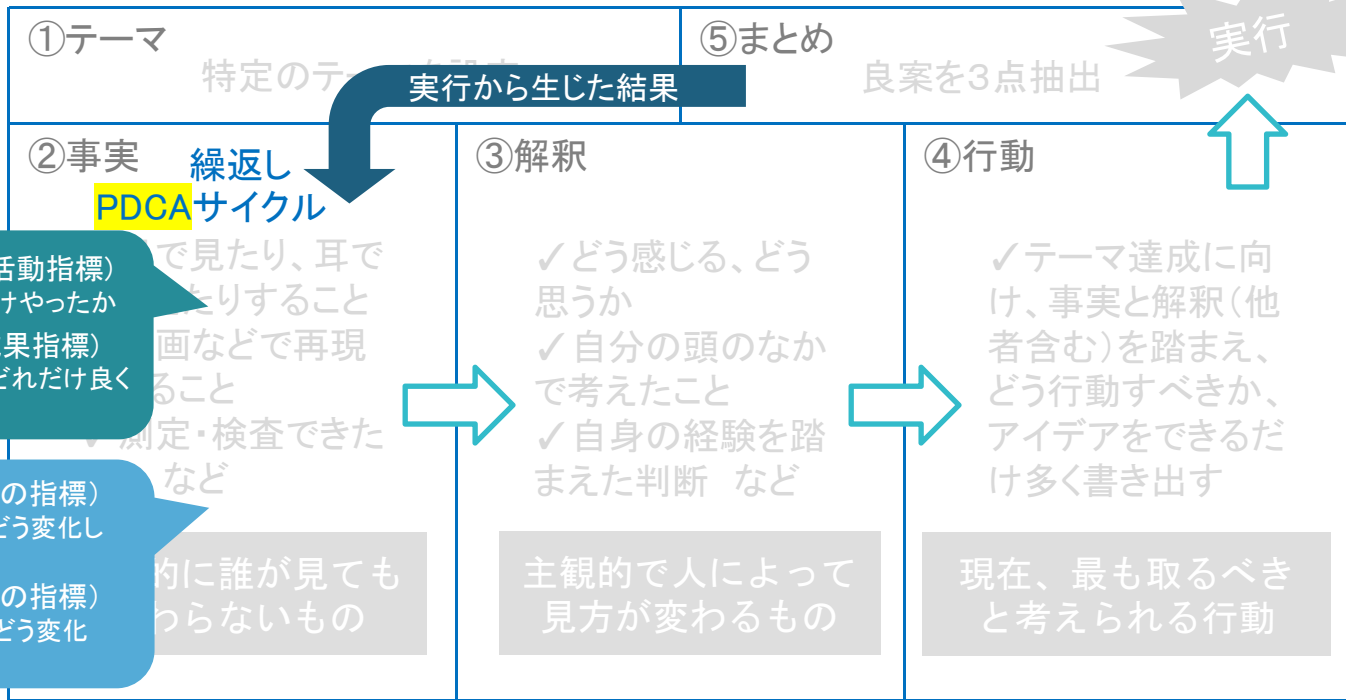 ①テーマ
特定のテー
実行から生じた結果
⑤まとめ
良案を３点抽出
実行
②事実
繰返し
PDCAサイクル
で見たり、耳で
たりすること
画などで再現
ること
測定・検査できた
など
的に誰が見ても
わらないもの
活動指標）
けやったか
果指標）
どれだけ良く
の指標）
どう変化し
の指標）
どう変化
③解釈
✓どう感じる、どう
思うか
✓自分の頭のなか
で考えたこと
✓自身の経験を踏
まえた判断 など
主観的で人によって
見方が変わるもの
④行動
✓テーマ達成に向
け、事実と解釈（他
者含む）を踏まえ、
どう行動すべきか、
アイデアをできるだ
け多く書き出す
現在、最も取るべき
と考えられる行動